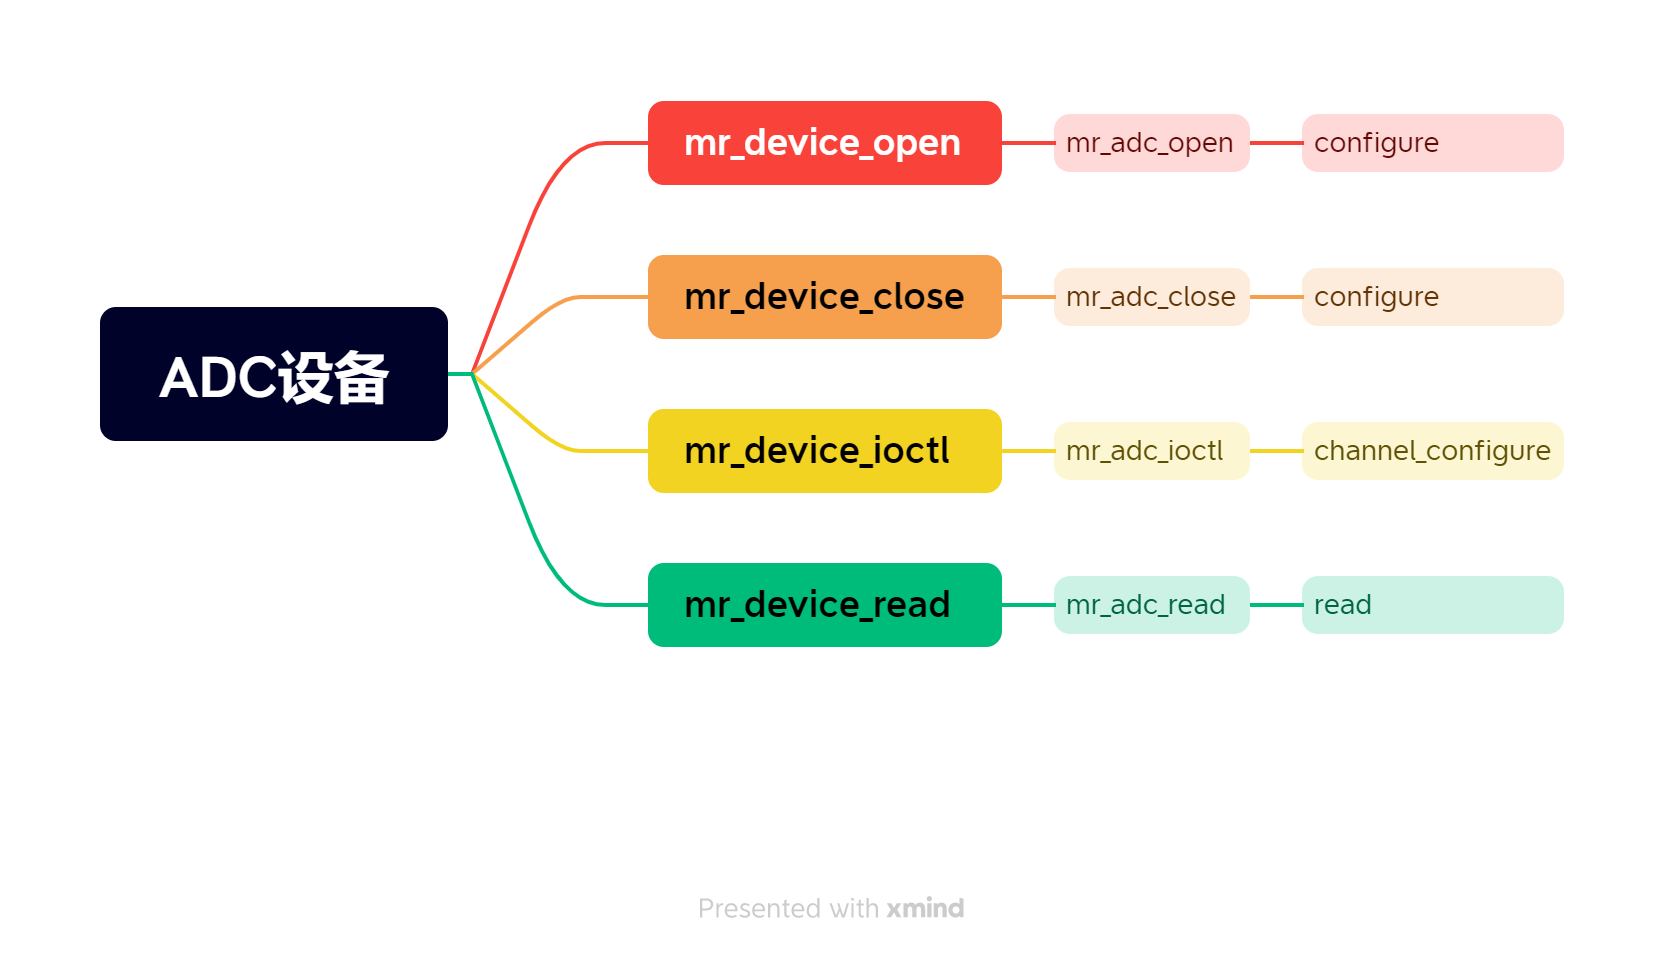 ADC设备
mr_device_open
mr_adc_open
configure
mr_device_close
mr_adc_close
configure
mr_device_ioctl
mr_adc_ioctl
channel_configure
mr_device_read
mr_adc_read
read
Presented with xmind